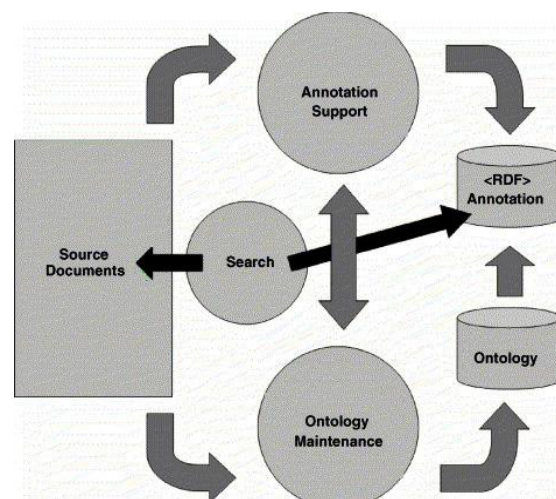 Annotation
Support
<RDF>
Annotation
Source
Documents
Search
Ontology
Ontology
Maintenance